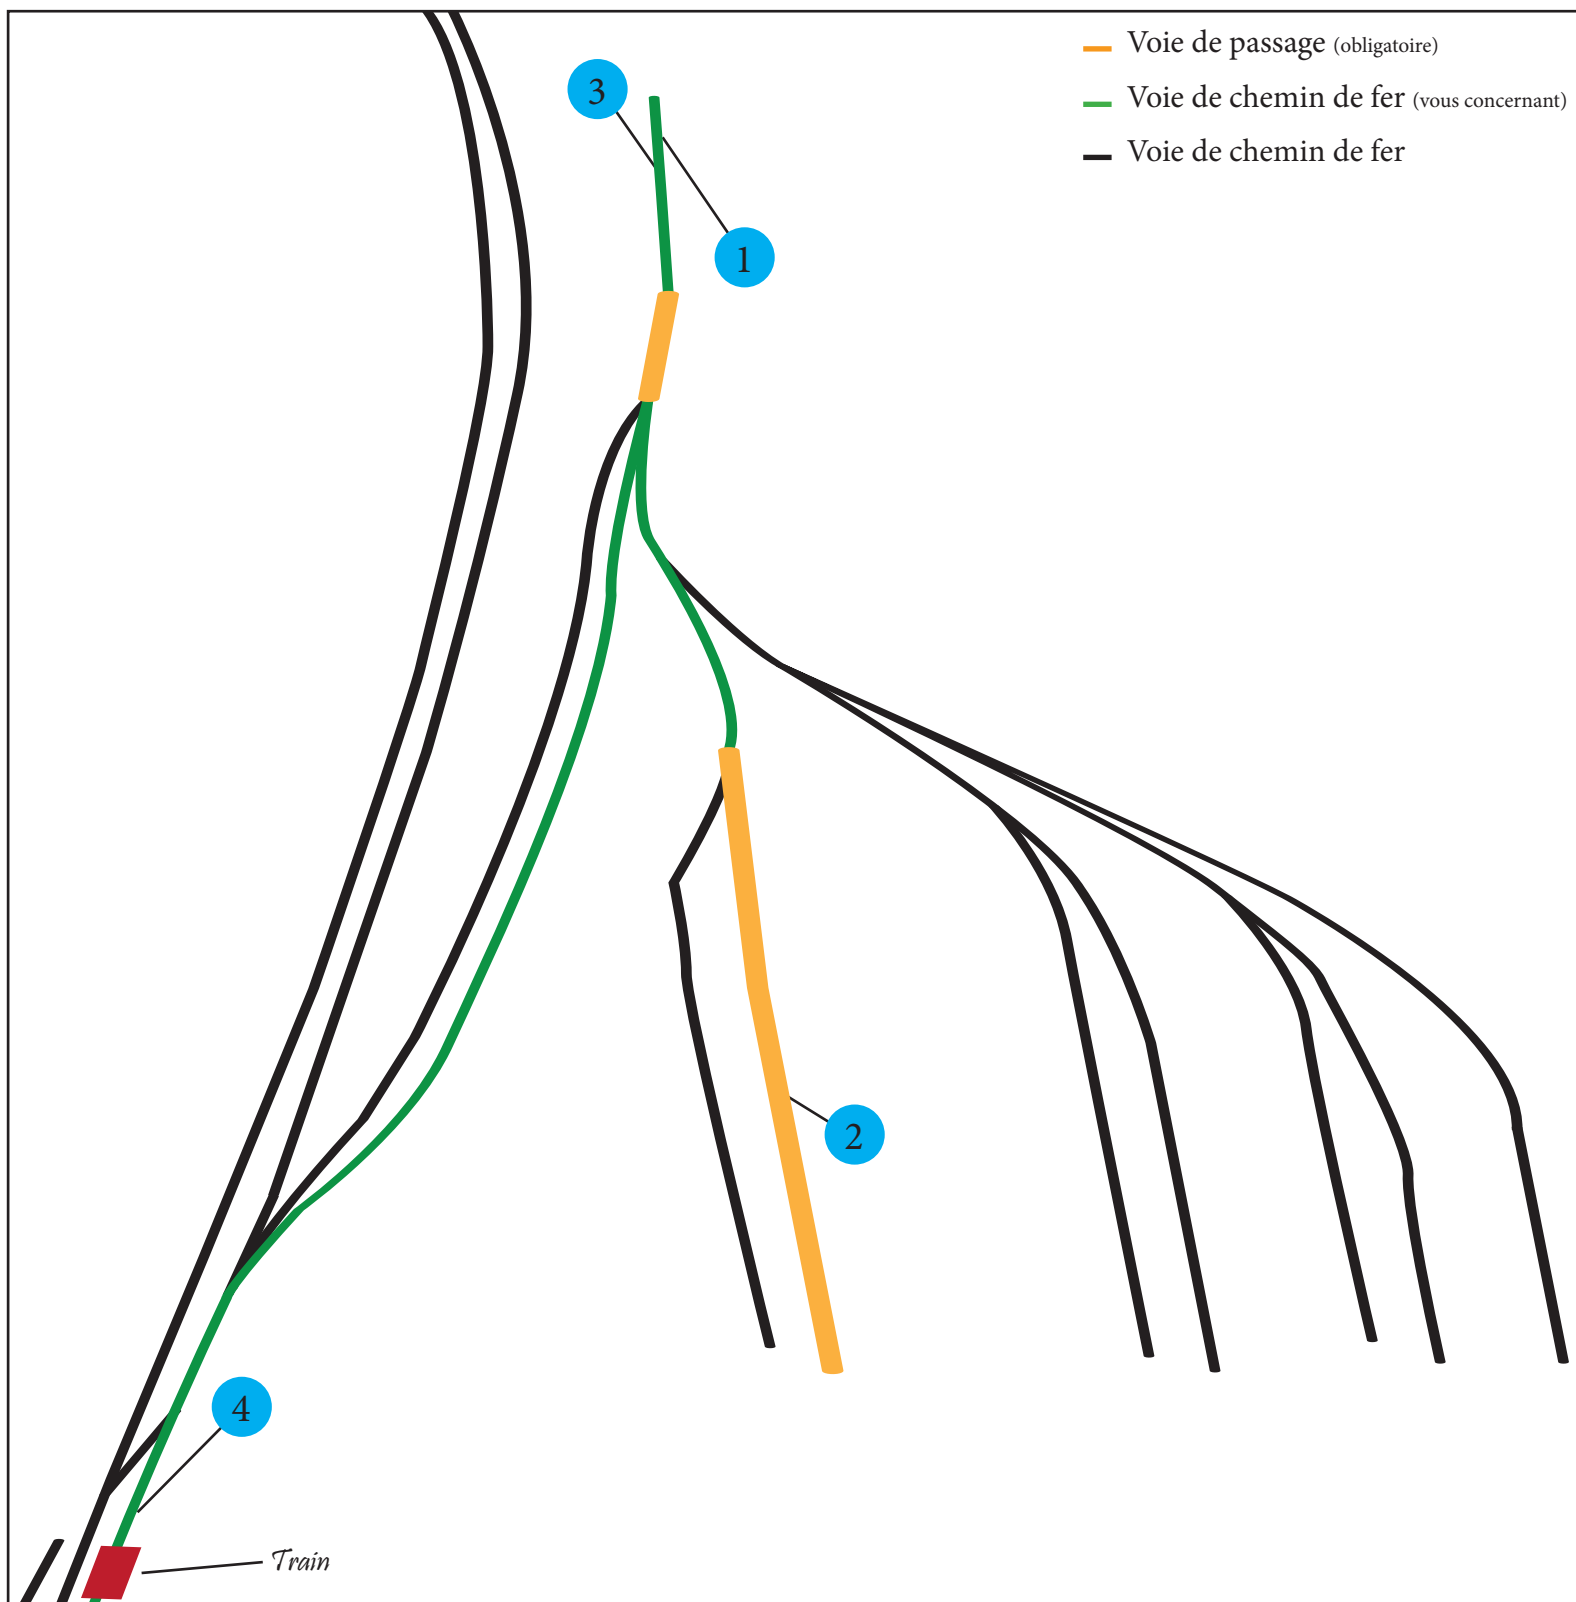 Voie de passage (obligatoire)
Voie de chemin de fer (vous concernant)
Voie de chemin de fer
3
1
2
4
Train